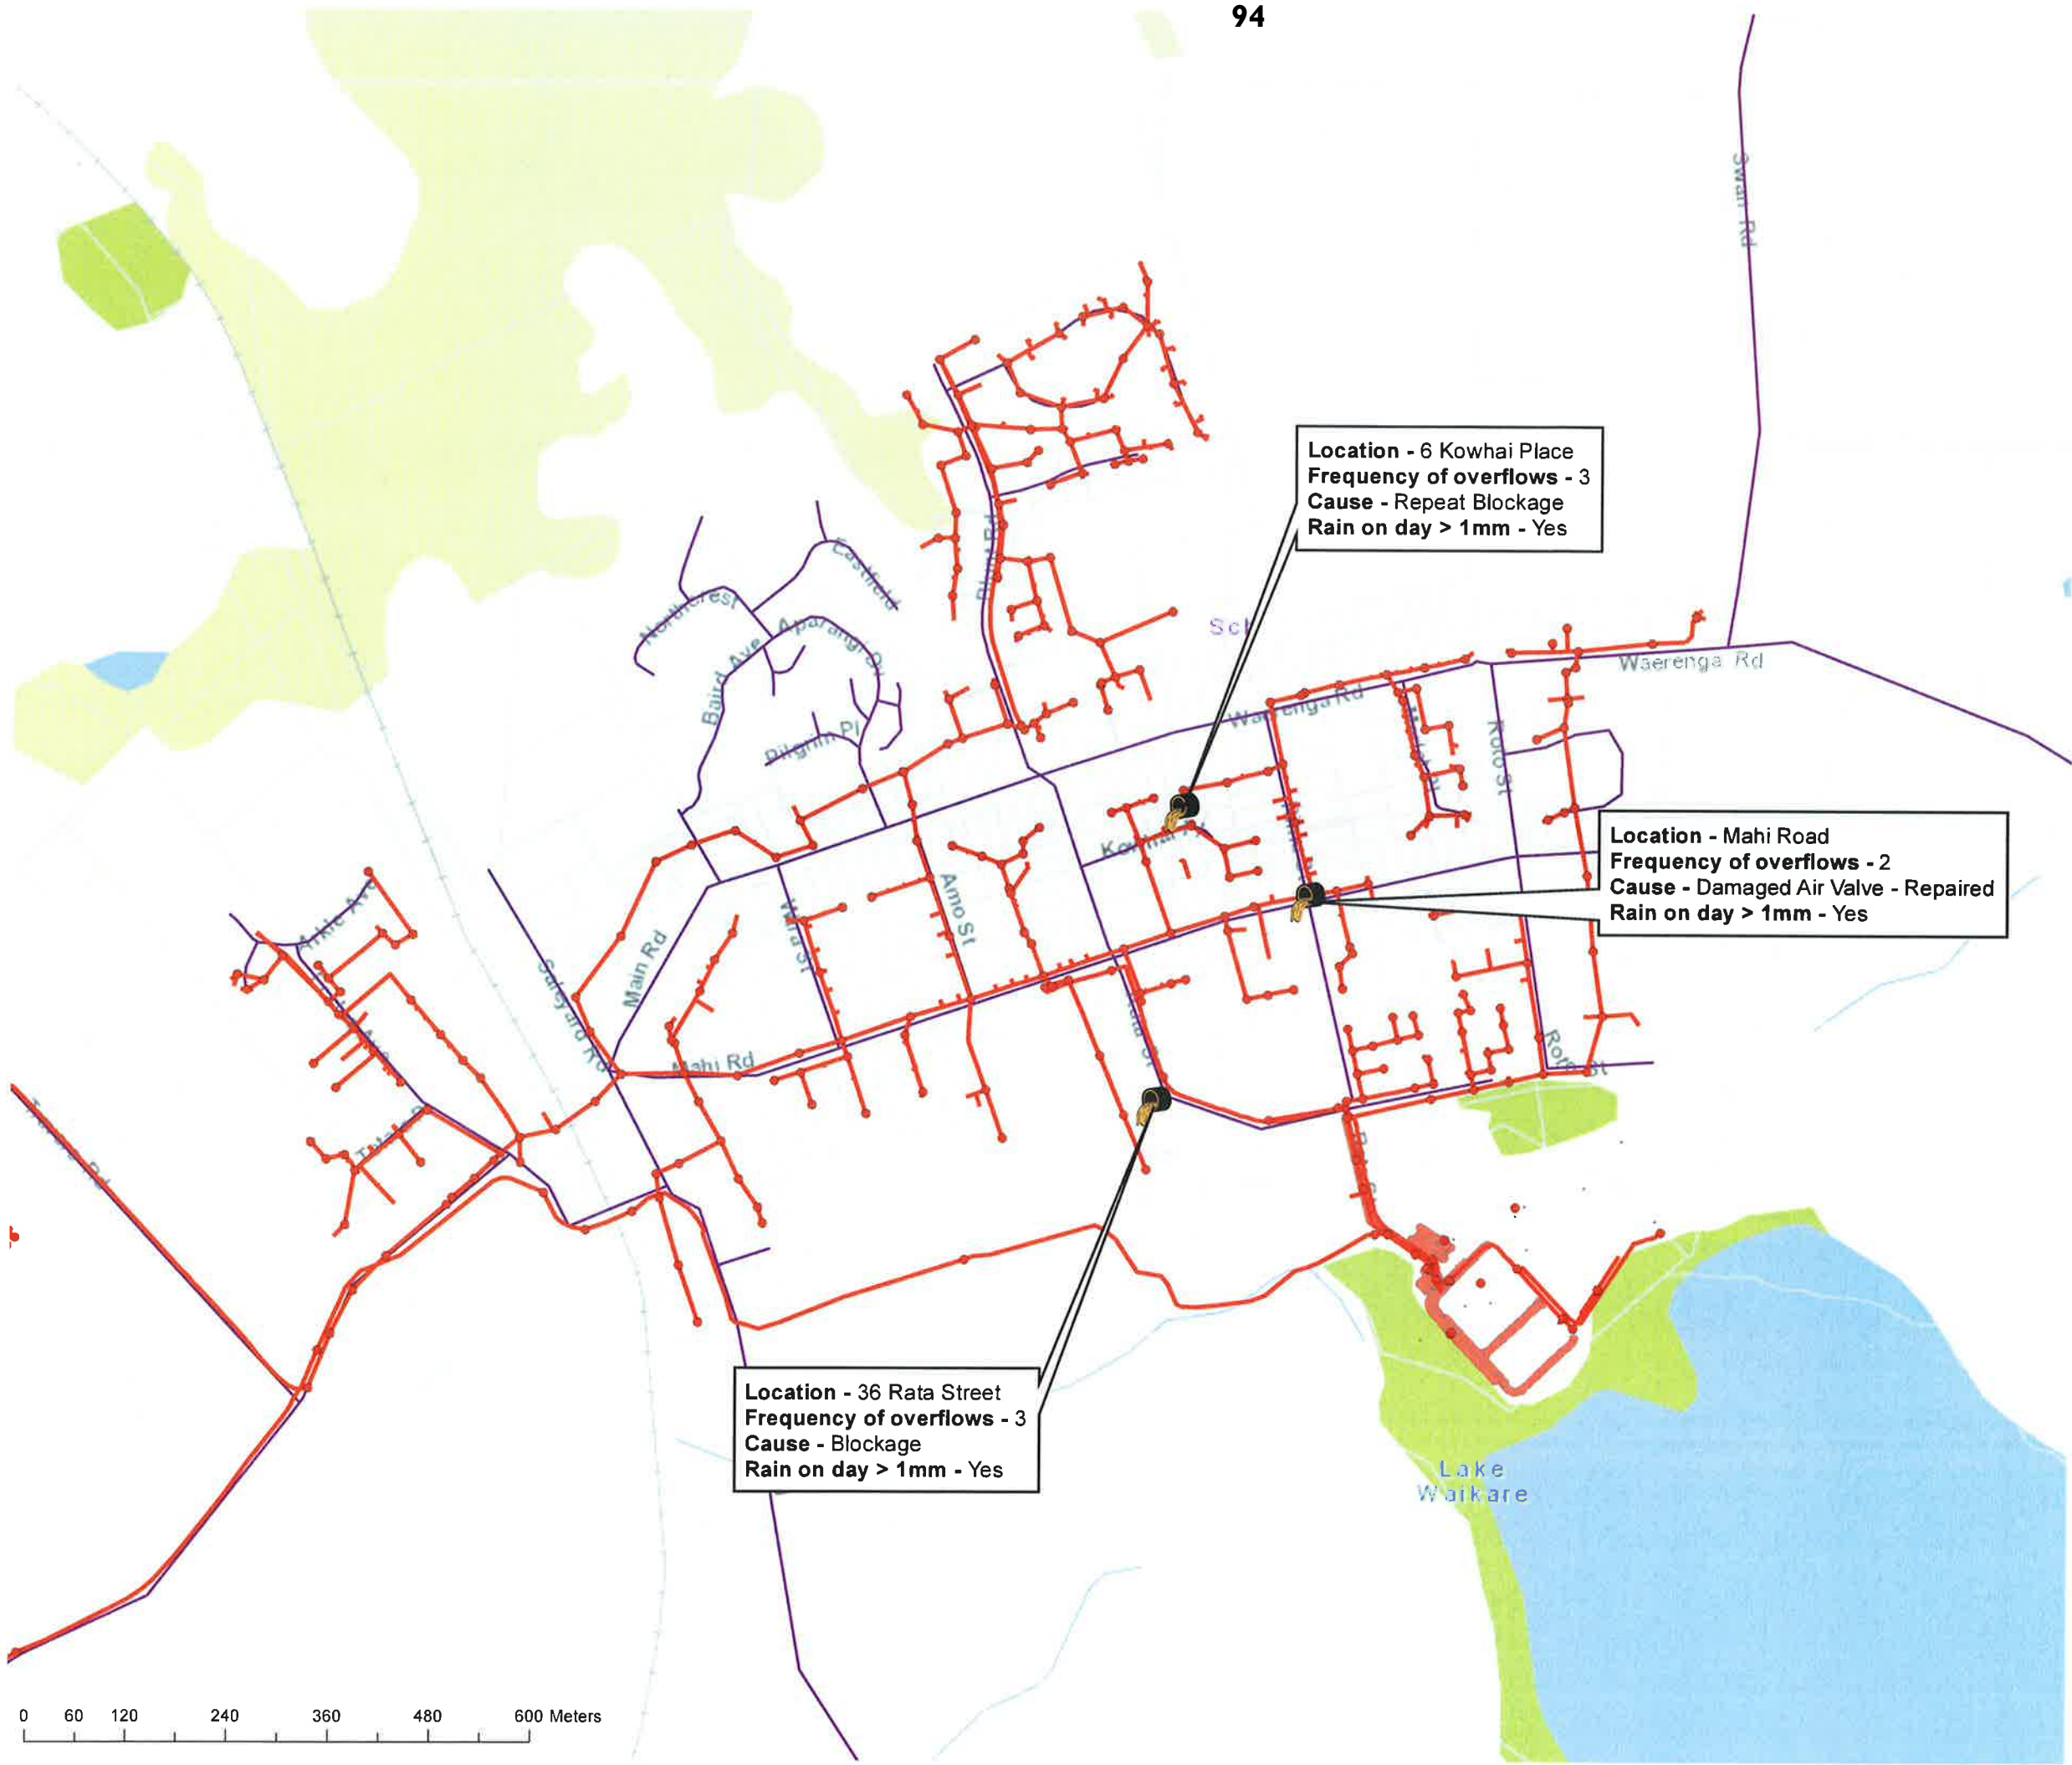 94
Swan Rd
Location - 6 Kowhai Place
Frequency of overflows - 3
Cause - Repeat Blockage
Rain on day > 1mm - Yes
Eastfield
Northcrest
Aparangi
Baird Ave
Pilgrim Pl
Waerenga Rd
Waerenga Rd
Roto St
Location - Mahi Road
Frequency of overflows - 2
Cause - Damaged Air Valve - Repaired
Rain on day > 1mm - Yes
Amo St
Main Rd
Saleyard Rd
Mahi Rd
Location - 36 Rata Street
Frequency of overflows - 3
Cause - Blockage
Rain on day > 1mm - Yes
Lake
Waikare
0 60 120 240 360 480 600 Meters